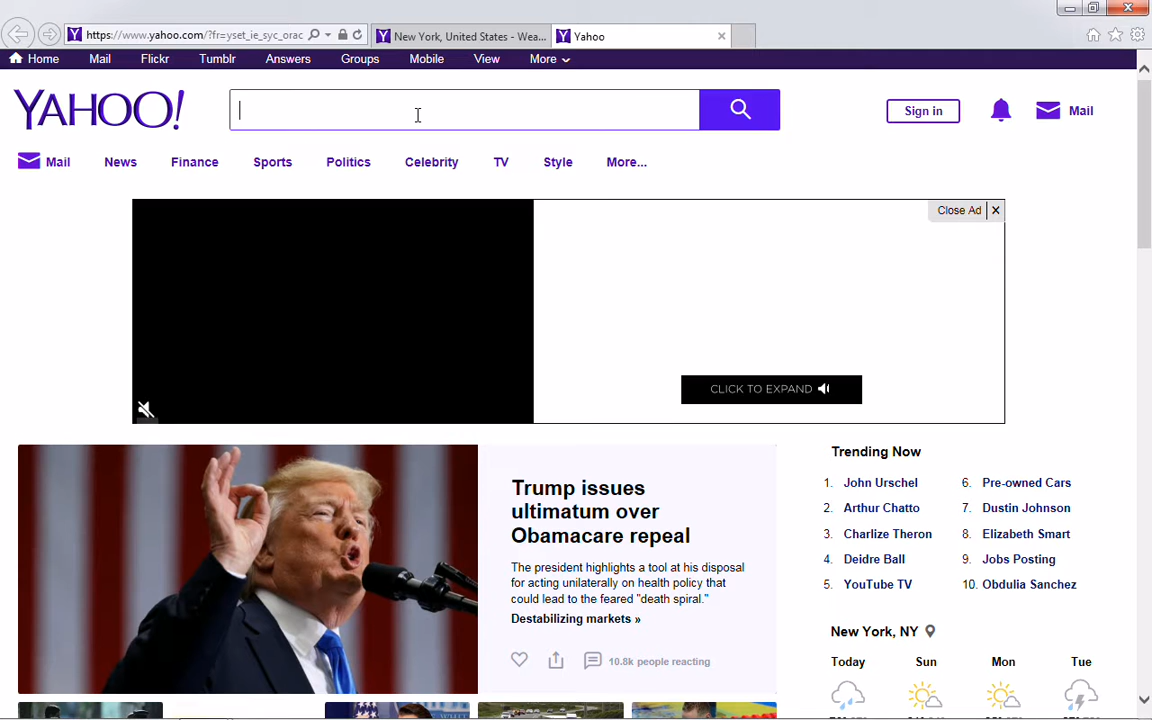 https://www.yahoo.com/?fr=yset_ie_syc_orac
New York, United States - Wea...
Yahoo
Home Mail Flickr Tumblr Answers Groups Mobile View More
YAHOO!
Sign in
Mail
Mail News Finance Sports Politics Celebrity TV Style More...
Close Ad X
CLICK TO EXPAND
Trump issues
ultimatum over
Obamacare repeal
The president highlights a tool at his disposal
for acting unilaterally on health policy that
could lead to the feared "death spiral."
Destabilizing markets »
10.8k people reacting
Trending Now
1. John Urschel
2. Arthur Chatto
3. Charlize Theron
4. Deidre Ball
5. YouTube TV
6. Pre-owned Cars
7. Dustin Johnson
8. Elizabeth Smart
9. Jobs Posting
10. Obdulia Sanchez
New York, NY
Today Sun Mon Tue